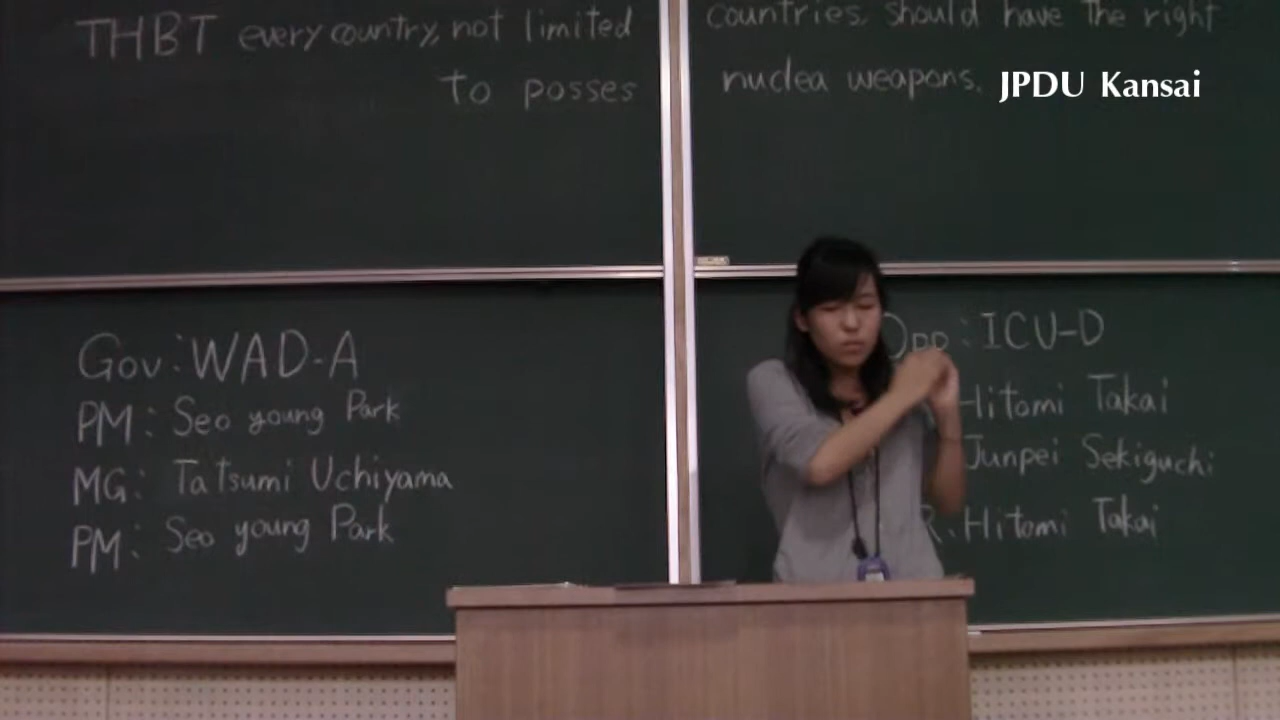 THBT every country, not limited countries, should have the right
to posses nuclea weapons.
JPDU Kansai
Gov: WAD-A
PM: Seo young Park
MG: Tatsumi Uchiyama
PM: Seo young Park
Opp: ICU-D
Hitomi Takai
Junpei Sekiguchi
R. Hitomi Takai